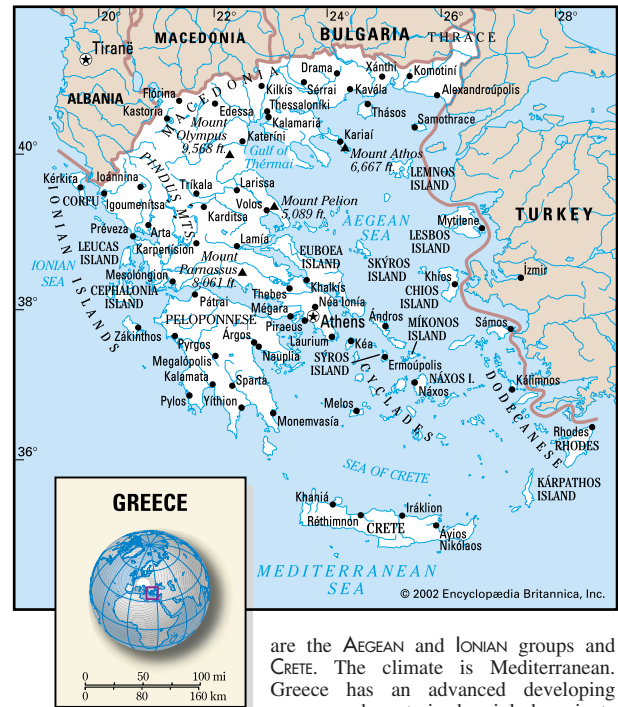 20°
22°
24°
26°
28°
Tiranë
MACEDONIA
BULGARIA
THRACE
Drama
Xánthi
Komotiní
ALBANIA
Flórina
MACEDONIA
Kilkís
Sérrai
Kavála
Alexandroúpolis
Kastoria
Edessa
Thessaloníki
Thásos
Mount
Olympus
9,568 ft.
Kalamariá
Samothrace
Kateríni
Kariaí
40°
Gulf of
Thérmai
Mount Athos
6,667 ft.
PINDUS MTS.
LEMNOS
ISLAND
Kérkira
Ioánnina
Tríkala
Larissa
CORFU
Igoumenítsa
Karditsa
Volos
Mount Pelion
5,089 ft.
TURKEY
AEGEAN
SEA
Mytilene
LESBOS
ISLAND
Préveza
Arta
Lamía
LEUCAS
ISLAND
Karpenision
EUBOEA
ISLAND
Mount
Parnassus
8,061 ft.
SKÝROS
ISLAND
IONIAN
SEA
IONIAN ISLANDS
Mesolóngion
Khalkís
Khíos
CHIOS
ISLAND
İzmir
CEPHALONIA
ISLAND
Thebes
38°
Pátrai
Mégara
Néa Ionía
Ándros
PELOPONNESE
Piraeus
Athens
MÍKONOS
ISLAND
Sámos
Zákinthos
Pyrgos
Árgos
Laurium
Kéa
Megalópolis
Nauplia
SÝROS
ISLAND
Ermoúpolis
Kalamata
Sparta
CYCLADES
NÁXOS I.
Náxos
Kálimnos
DODECANESE
Pylos
Yíthion
Melos
Monemvasía
Rhodes
RHODES
36°
SEA OF CRETE
KÁRPATHOS
ISLAND
Khaniá
Iráklion
Réthimnon
CRETE
Áyios
Nikólaos
MEDITERRANEAN
SEA
© 2002 Encyclopædia Britannica, Inc.
GREECE
0 50 100 mi
0 80 160 km
are the AEGEAN and IONIAN groups and
CRETE. The climate is Mediterranean.
Greece has an advanced developing